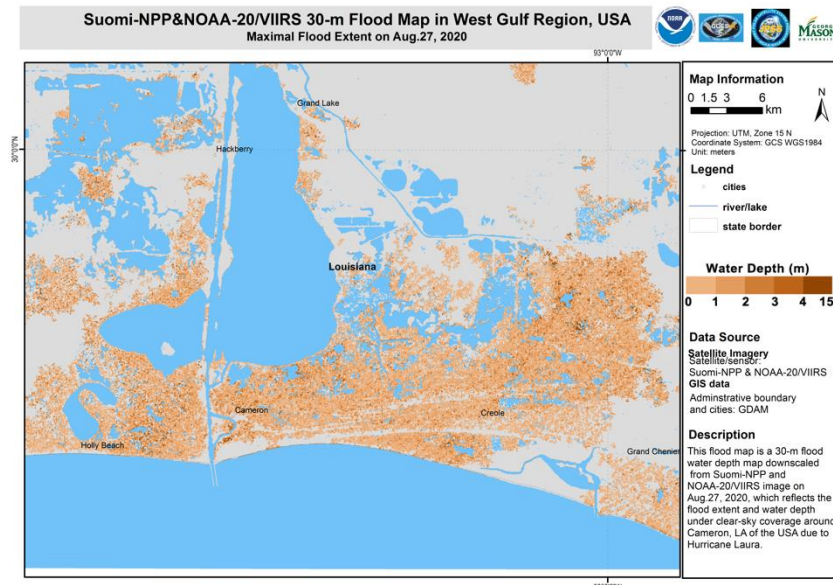 Suomi-NPP&NOAA-20/VIIRS 30-m Flood Map in West Gulf Region, USA
Maximal Flood Extent on Aug.27, 2020
NOAA
GEORGE
MASON
UNIVERSITY
93°0'0"W
30°0'0"N
Grand Lake
Hackberry
Louisiana
Cameron
Creole
Holly Beach
Grand Chenier
Map Information
0 1.5 3 6
km
N
Projection: UTM, Zone 15 N
Coordinate System: GCS WGS1984
Unit: meters
Legend
cities
river/lake
state border
Water Depth (m)
0 1 2 3 4 15
Data Source
Satellite Imagery
Satellite/sensor:
Suomi-NPP & NOAA-20/VIIRS
GIS data
Adminstrative boundary
and cities: GDAM
Description
This flood map is a 30-m flood
water depth map downscaled
from Suomi-NPP and
NOAA-20/VIIRS image on
Aug.27, 2020, which reflects the
flood extent and water depth
under clear-sky coverage around
Cameron, LA of the USA due to
Hurricane Laura.